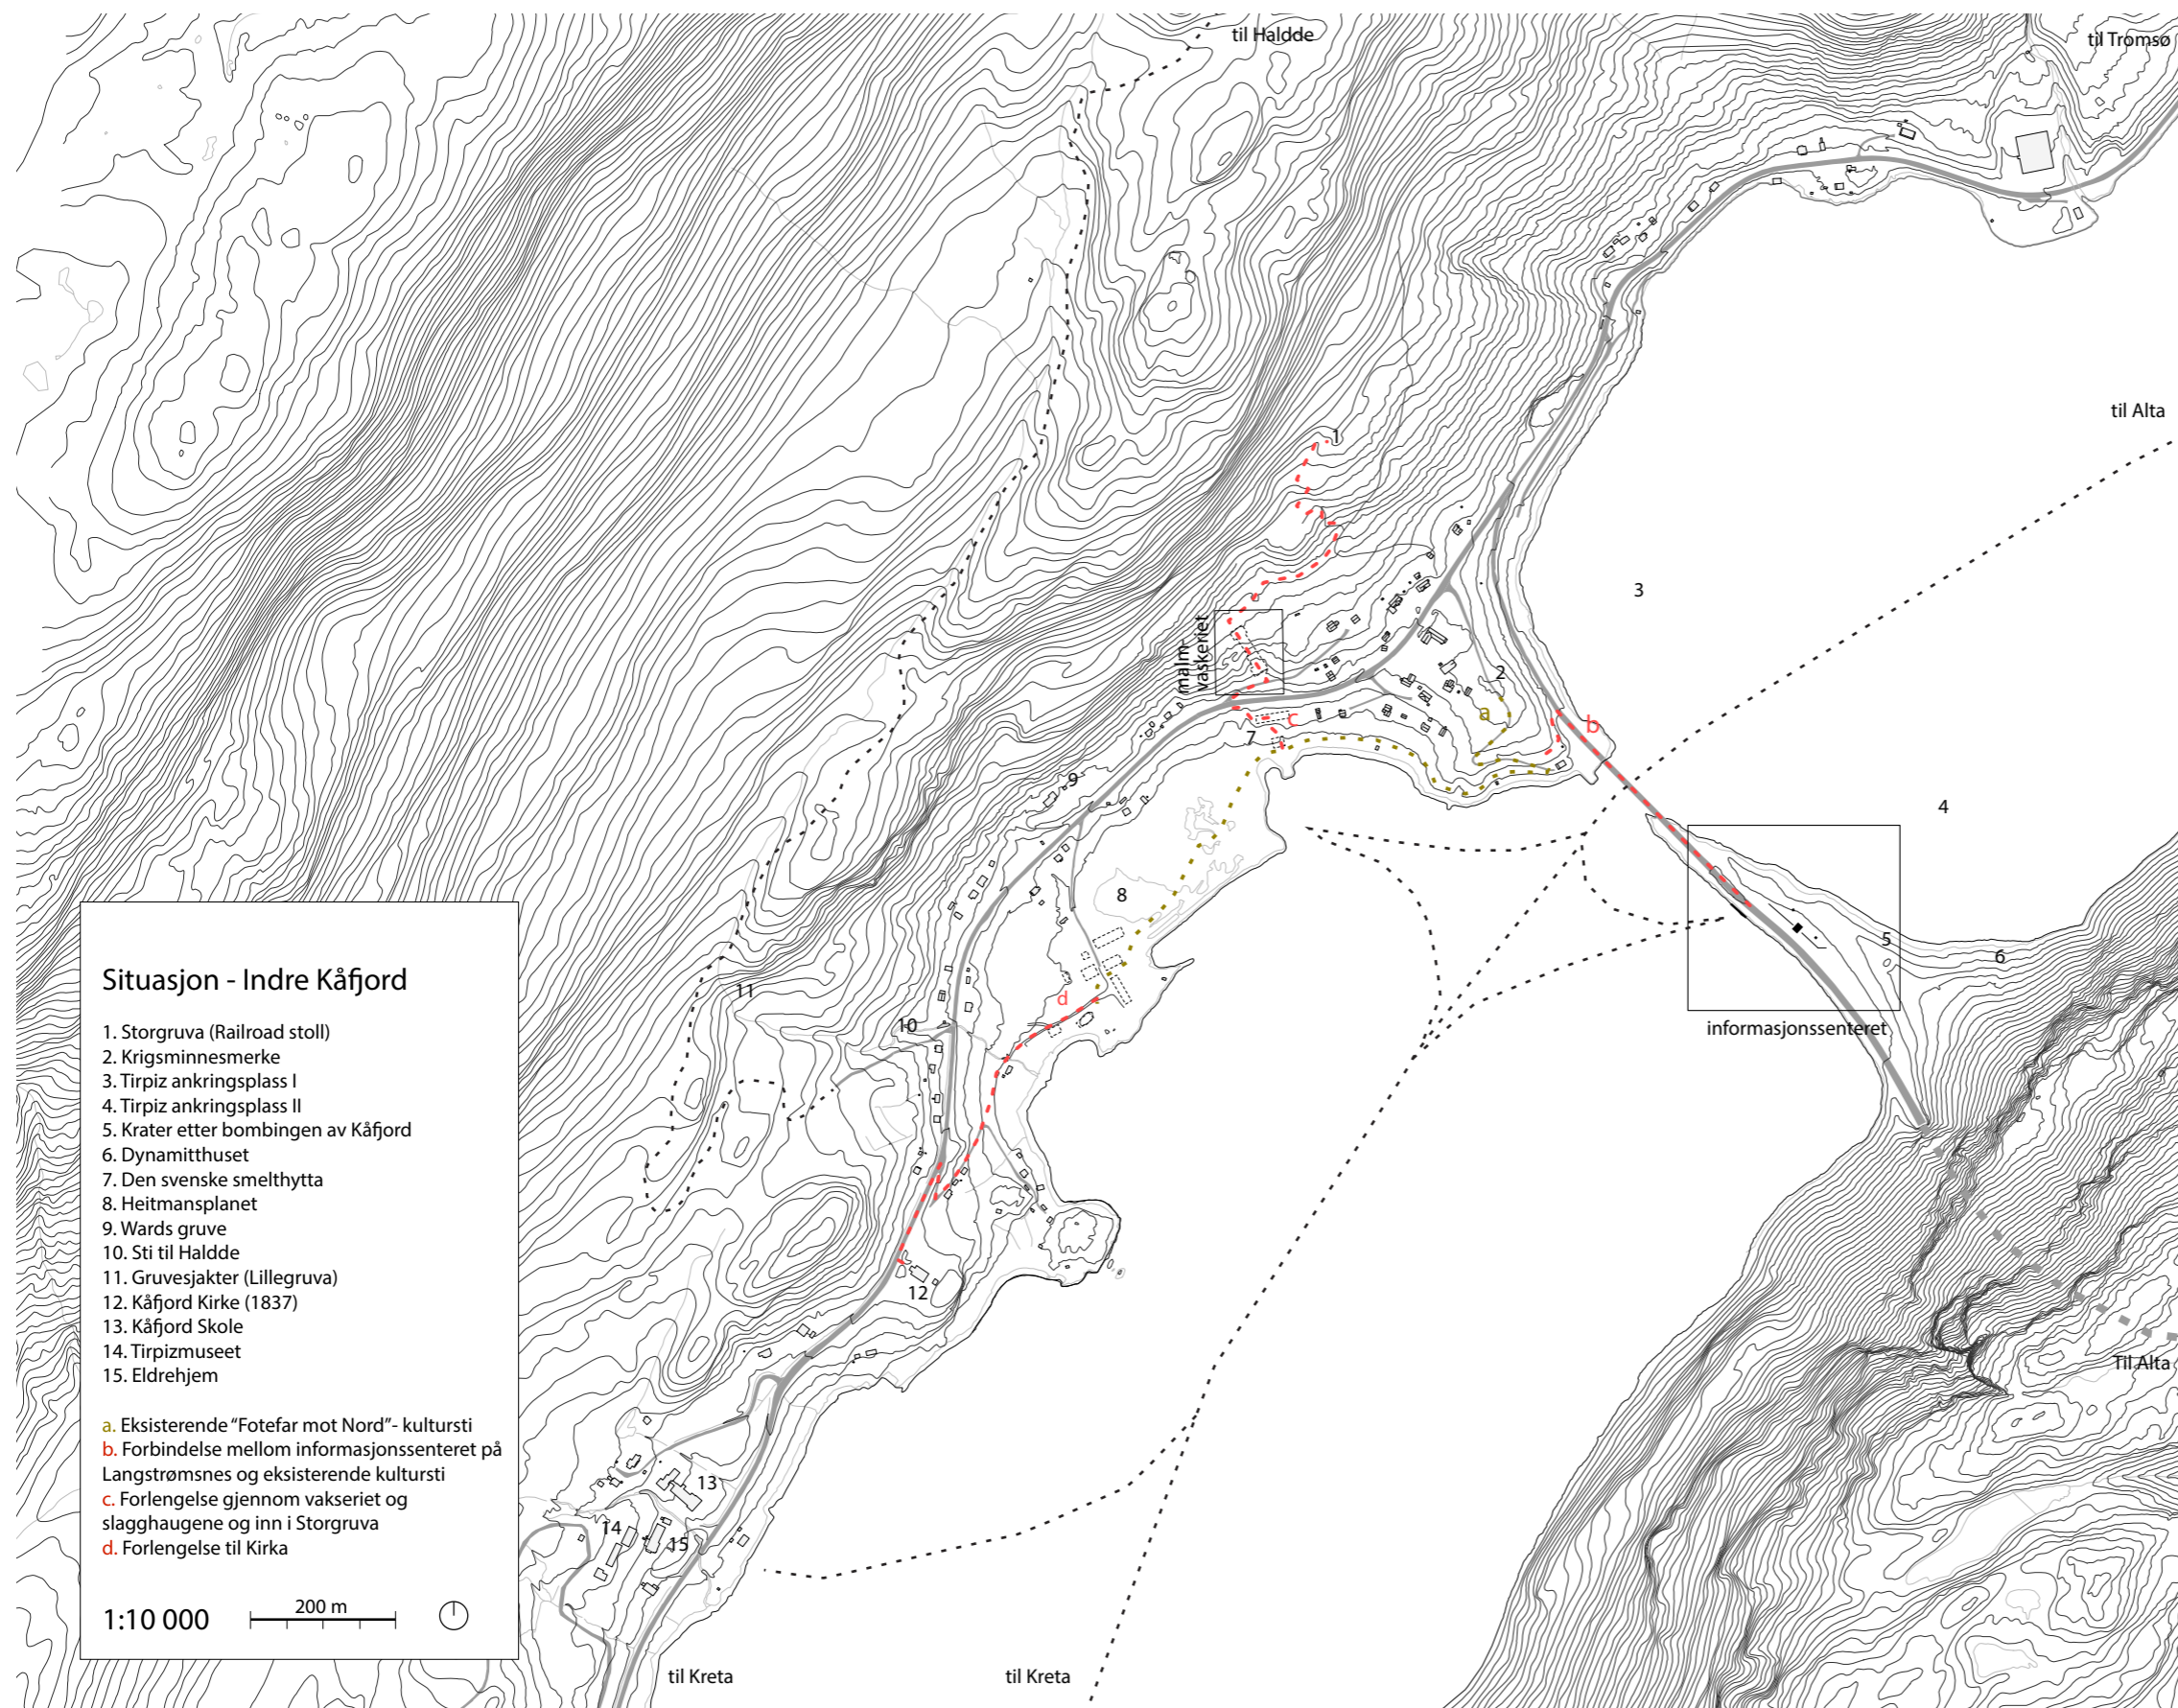 til Haldde
til Tromsø
til Alta
1
3
malm-
vaskeriet
2
a
b
c
7
9
4
8
5
6
d
11
10
informasjonssenteret
12
Til Alta
13
14
15
til Kreta
til Kreta
Situasjon - Indre Kåfjord
1. Storgruva (Railroad stoll)
2. Krigsminnesmerke
3. Tirpiz ankringsplass I
4. Tirpiz ankringsplass II
5. Krater etter bombingen av Kåfjord
6. Dynamitthuset
7. Den svenske smelthytta
8. Heitmansplanet
9. Wards gruve
10. Sti til Haldde
11. Gruvesjakter (Lillegruva)
12. Kåfjord Kirke (1837)
13. Kåfjord Skole
14. Tirpizmuseet
15. Eldrehjem
a. Eksisterende “Fotefar mot Nord”- kultursti
b. Forbindelse mellom informasjonssenteret på
Langstrømsnes og eksisterende kultursti
c. Forlengelse gjennom vakseriet og
slagghaugene og inn i Storgruva
d. Forlengelse til Kirka
1:10 000
200 m